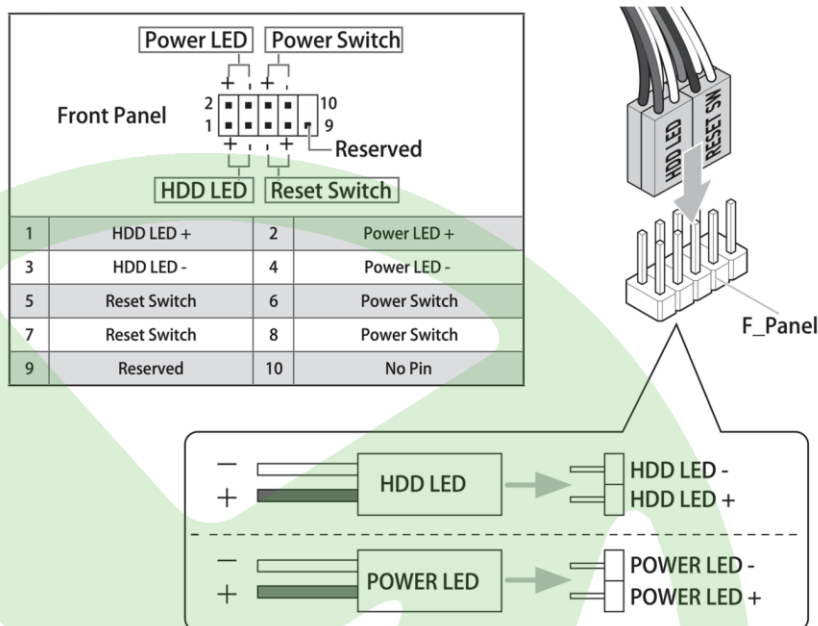 Power LED Power Switch
+ - + -
Front Panel
2 10
1 9
Reserved
+ - - +
HDD LED Reset Switch
1 HDD LED + 2 Power LED +
3 HDD LED - 4 Power LED -
5 Reset Switch 6 Power Switch
7 Reset Switch 8 Power Switch
9 Reserved 10 No Pin
HDD LED
RESET SW
F_Panel
− HDD LED -
HDD LED
+ HDD LED +
− POWER LED -
POWER LED
+ POWER LED +